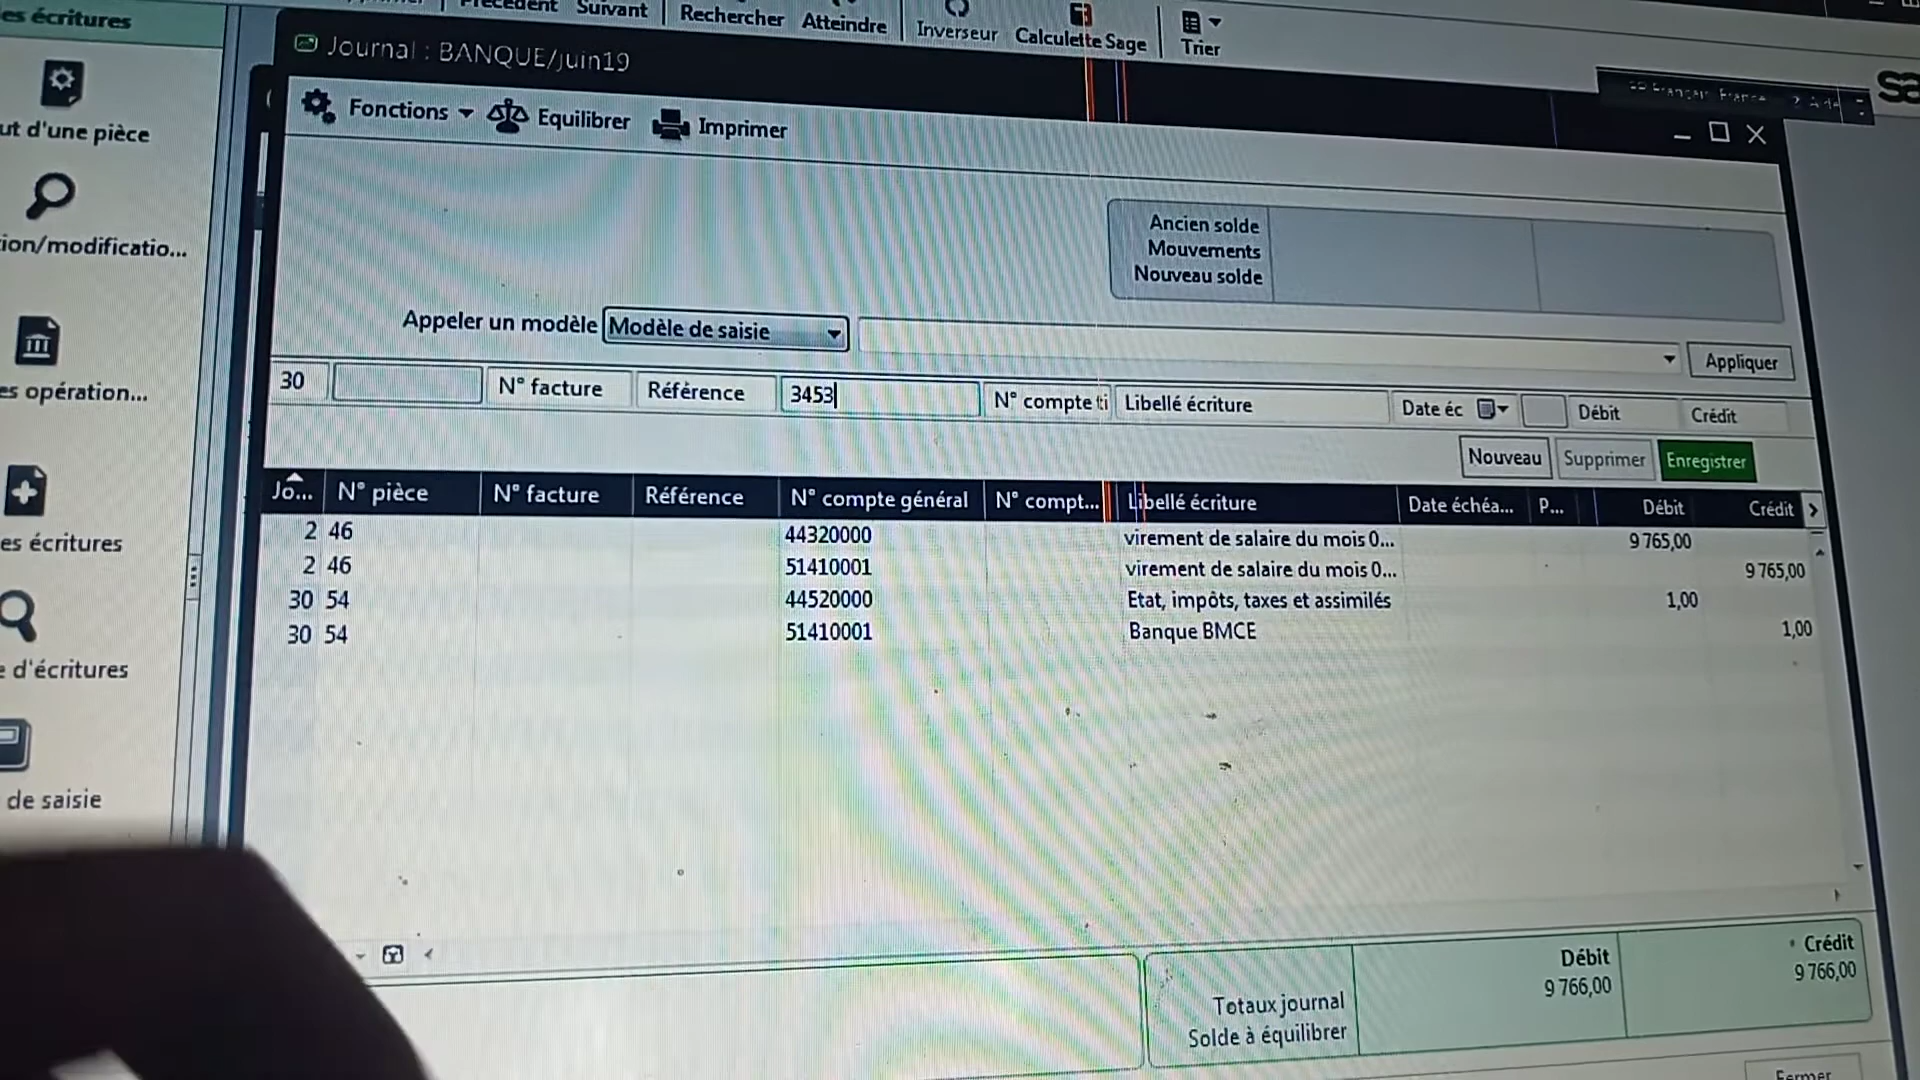 es écritures
Précédent Suivant Rechercher Atteindre Inverseur Calculette Sage Trier
Journal : BANQUE/juin19
Fonctions Equilibrer Imprimer
ut d'une pièce
ion/modificatio...
es opération...
es écritures
e d'écritures
de saisie
Ancien solde
Mouvements
Nouveau solde
Appeler un modèle Modèle de saisie Appliquer
30 N° facture Référence 3453 N° compte ti Libellé écriture Date éc Débit Crédit
Nouveau Supprimer Enregistrer
Jo... N° pièce N° facture Référence N° compte général N° compt... Libellé écriture Date échéa... P... Débit Crédit
2 46 44320000 virement de salaire du mois 0... 9 765,00
2 46 51410001 virement de salaire du mois 0... 9 765,00
30 54 44520000 Etat, impôts, taxes et assimilés 1,00
30 54 51410001 Banque BMCE 1,00
Débit Crédit
Totaux journal 9 766,00 9 766,00
Solde à équilibrer
Fermer